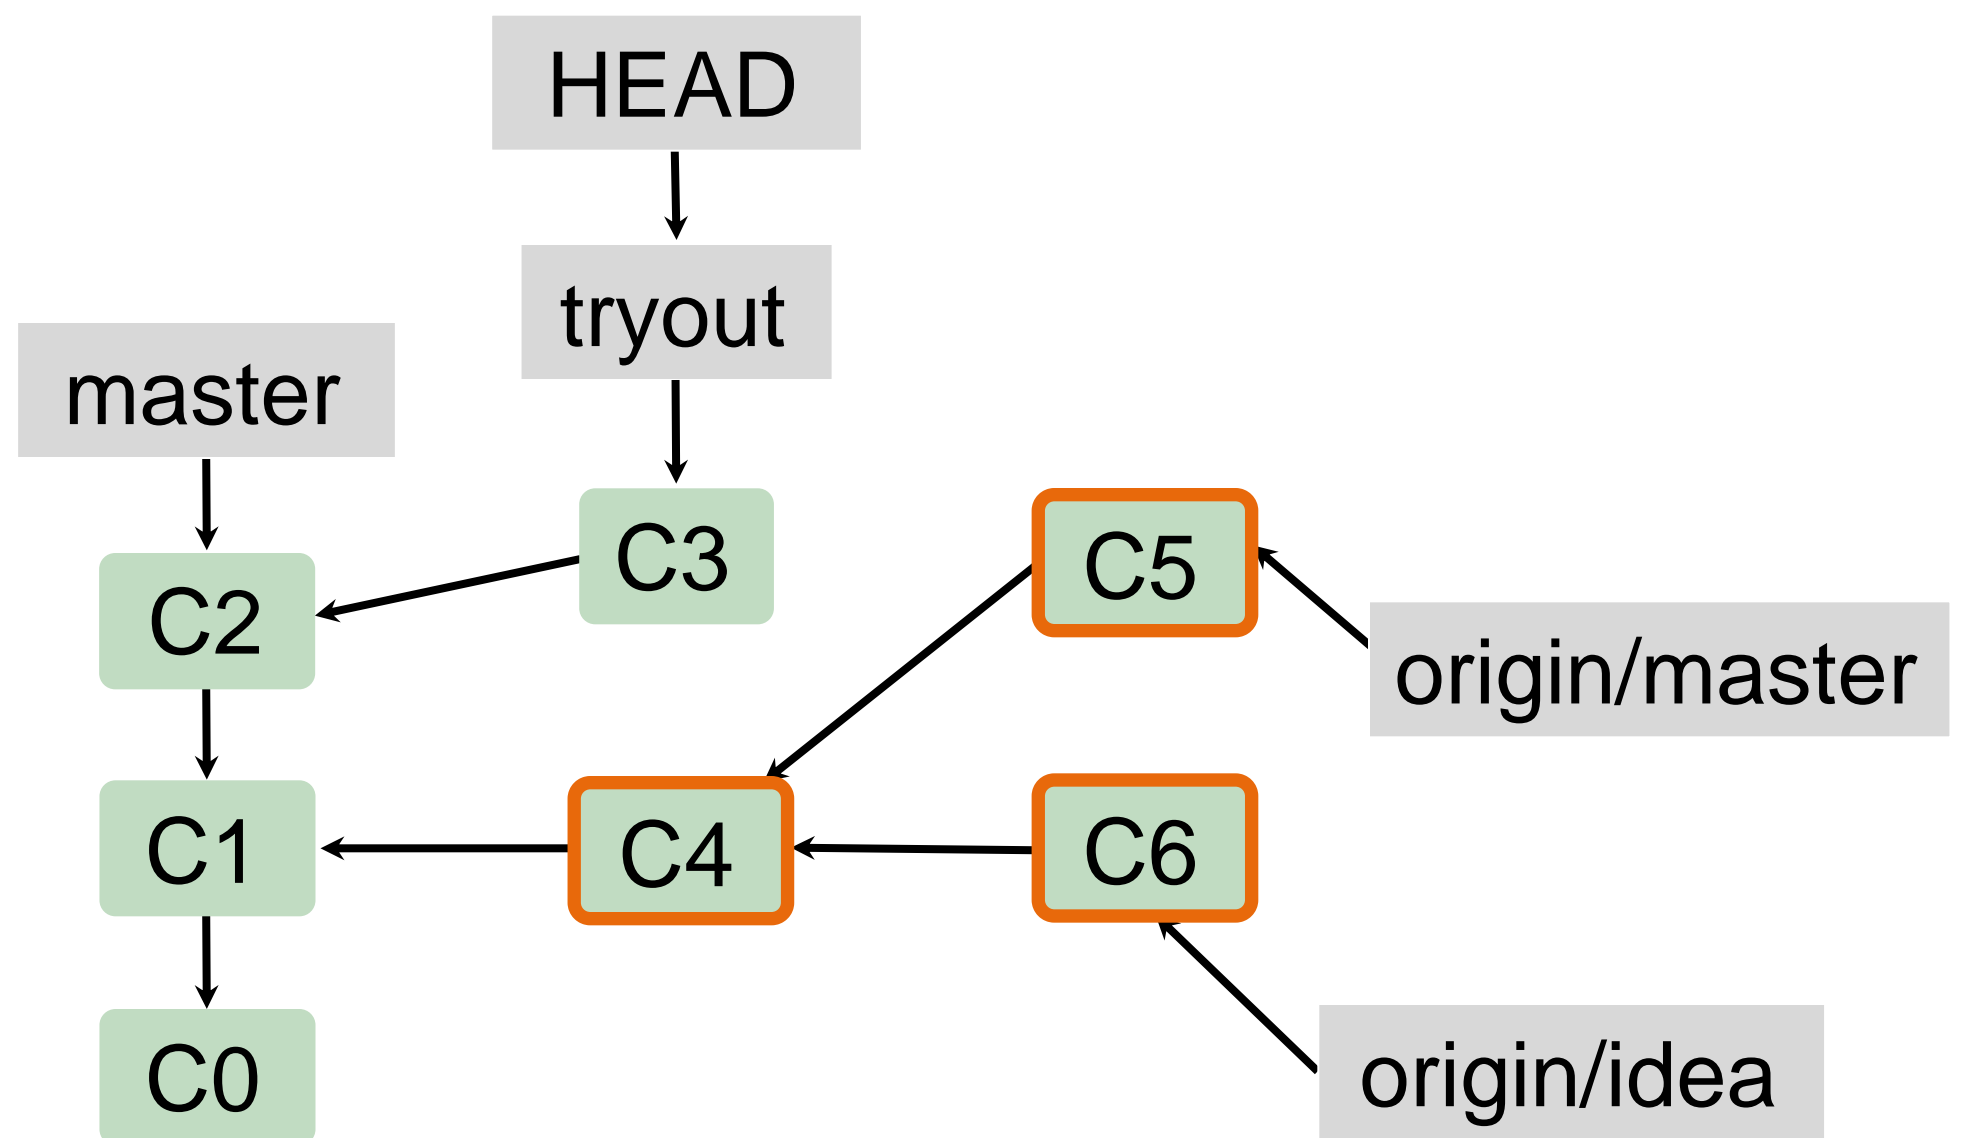 HEAD
tryout
master
C3
C5
C2
origin/master
C1
C4
C6
C0
origin/idea